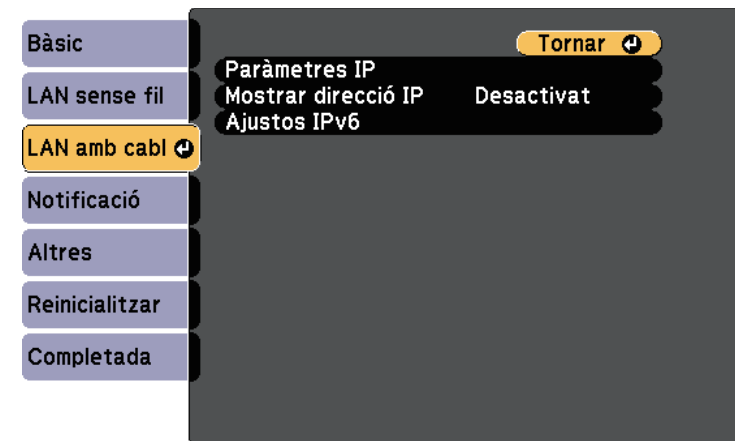 Bàsic
LAN sense fil
LAN amb cabl
Notificació
Altres
Reinicialitzar
Completada
Tornar
Paràmetres IP
Mostrar direcció IP Desactivat
Ajustos IPv6